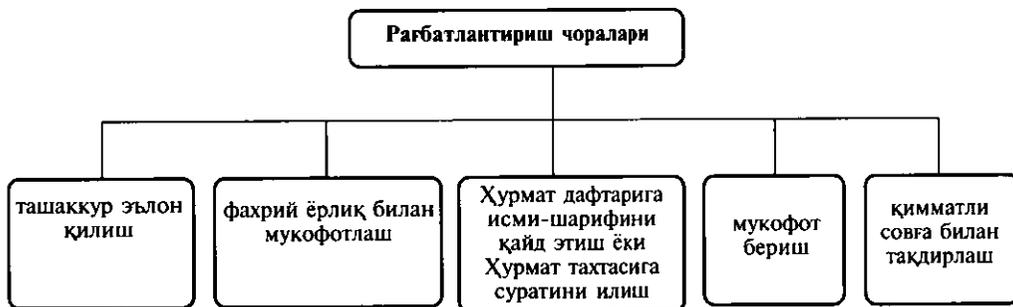 Рағбатлантириш чоралари
ташаккур эълон
қилиш
фахрий ёрлиқ билан
мукофотлаш
Ҳурмат дафтарига
исми-шарифини
қайд этиш ёки
Ҳурмат тахтасига
суратини илиш
мукофот
бериш
қимматли
совға билан
тақдирлаш